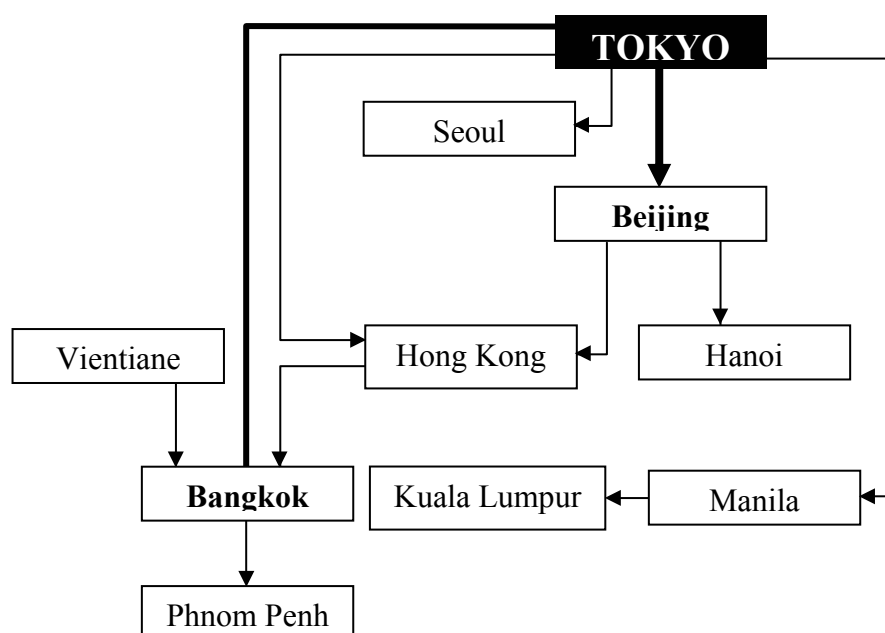 TOKYO
Seoul
Beijing
Vientiane
Hong Kong
Hanoi
Bangkok
Kuala Lumpur
Manila
Phnom Penh